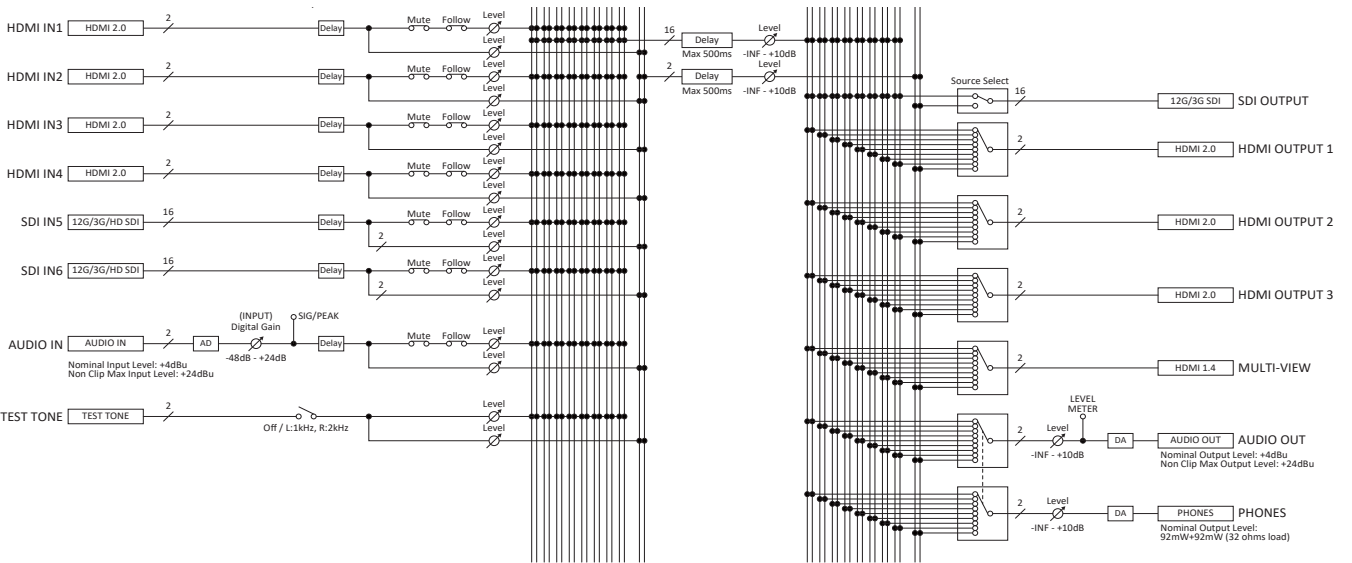 HDMI IN1 HDMI 2.0 2 Delay Mute Follow Level
Level
HDMI IN2 HDMI 2.0 2 Delay Mute Follow Level
Level
HDMI IN3 HDMI 2.0 2 Delay Mute Follow Level
Level
HDMI IN4 HDMI 2.0 2 Delay Mute Follow Level
Level
SDI IN5 12G/3G/HD SDI 16 Delay Mute Follow Level
2 Level
SDI IN6 12G/3G/HD SDI 16 Delay Mute Follow Level
2 Level
(INPUT)
Digital Gain
SIG/PEAK
AUDIO IN AUDIO IN 2 AD Delay Mute Follow Level
-48dB - +24dB
Level
Nominal Input Level: +4dBu
Non Clip Max Input Level: +24dBu
TEST TONE TEST TONE 2 Level
Off / L:1kHz, R:2kHz
Level
16 Delay Level
Max 500ms -INF - +10dB
2 Delay Level
Max 500ms -INF - +10dB
Source Select
16 12G/3G SDI SDI OUTPUT
2 HDMI 2.0 HDMI OUTPUT 1
2 HDMI 2.0 HDMI OUTPUT 2
2 HDMI 2.0 HDMI OUTPUT 3
2 HDMI 1.4 MULTI-VIEW
LEVEL
METER
2 Level DA AUDIO OUT AUDIO OUT
-INF - +10dB
Nominal Output Level: +4dBu
Non Clip Max Output Level: +24dBu
2 Level DA PHONES PHONES
-INF - +10dB
Nominal Output Level:
92mW+92mW (32 ohms load)